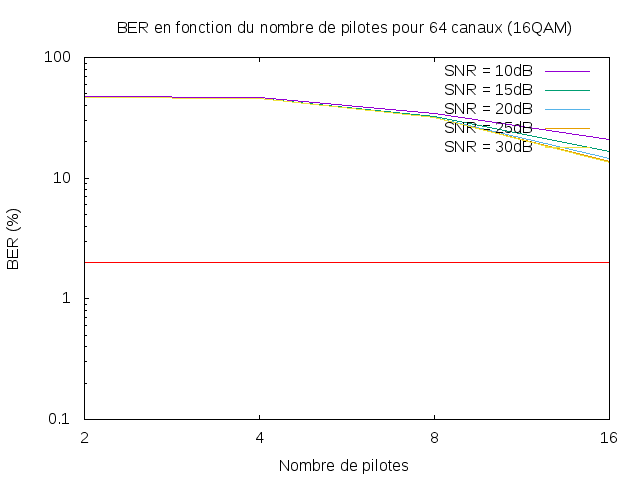 BER en fonction du nombre de pilotes pour 64 canaux (16QAM)
100
10
1
0.1
BER (%)
SNR = 10dB
SNR = 15dB
SNR = 20dB
SNR = 25dB
SNR = 30dB
2 4 8 16
Nombre de pilotes